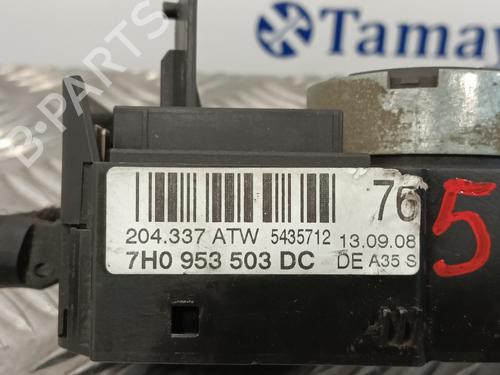 Tamay
B-PARTS
76
204.337 ATW 5435712 13.09.08
7H0 953 503 DC DE A35 S
5